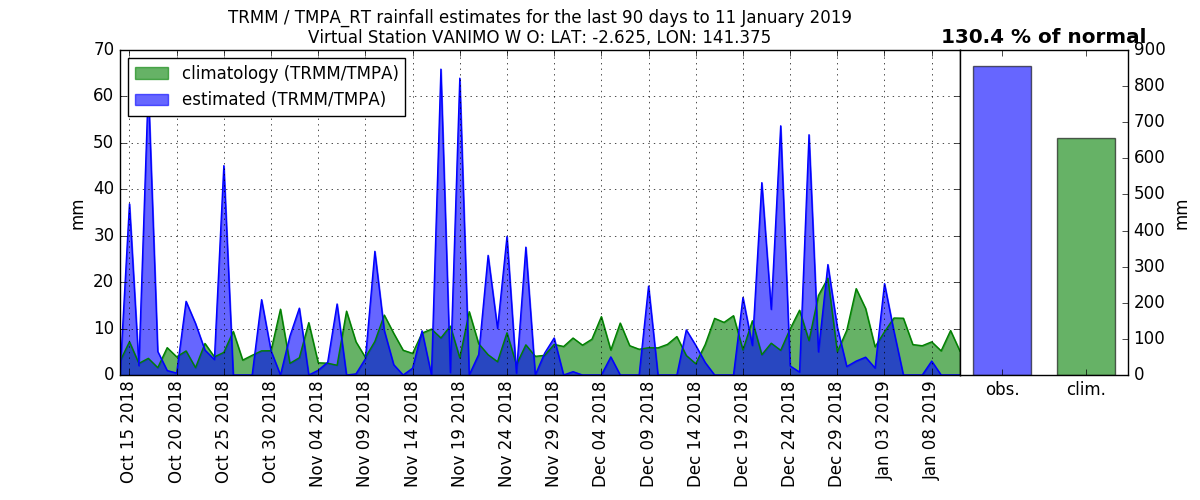 TRMM / TMPA_RT rainfall estimates for the last 90 days to 11 January 2019
Virtual Station VANIMO W O: LAT: -2.625, LON: 141.375
130.4 % of normal
climatology (TRMM/TMPA)
estimated (TRMM/TMPA)
mm
70
60
50
40
30
20
10
0
Oct 15 2018
Oct 20 2018
Oct 25 2018
Oct 30 2018
Nov 04 2018
Nov 09 2018
Nov 14 2018
Nov 19 2018
Nov 24 2018
Nov 29 2018
Dec 04 2018
Dec 09 2018
Dec 14 2018
Dec 19 2018
Dec 24 2018
Dec 29 2018
Jan 03 2019
Jan 08 2019
obs.
clim.
900
800
700
600
500
400
300
200
100
0
mm